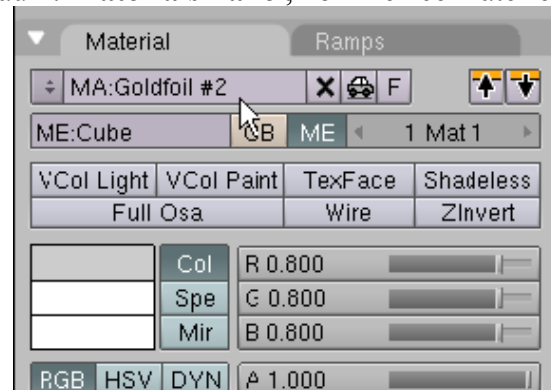 Material Ramps
MA:Goldfoil #2 F
ME:Cube OB ME 1 Mat 1
VCol Light VCol Paint TexFace Shadeless
Full Osa Wire ZInvert
Col R 0.800
Spe G 0.800
Mir B 0.800
RGB HSV DYN A 1.000